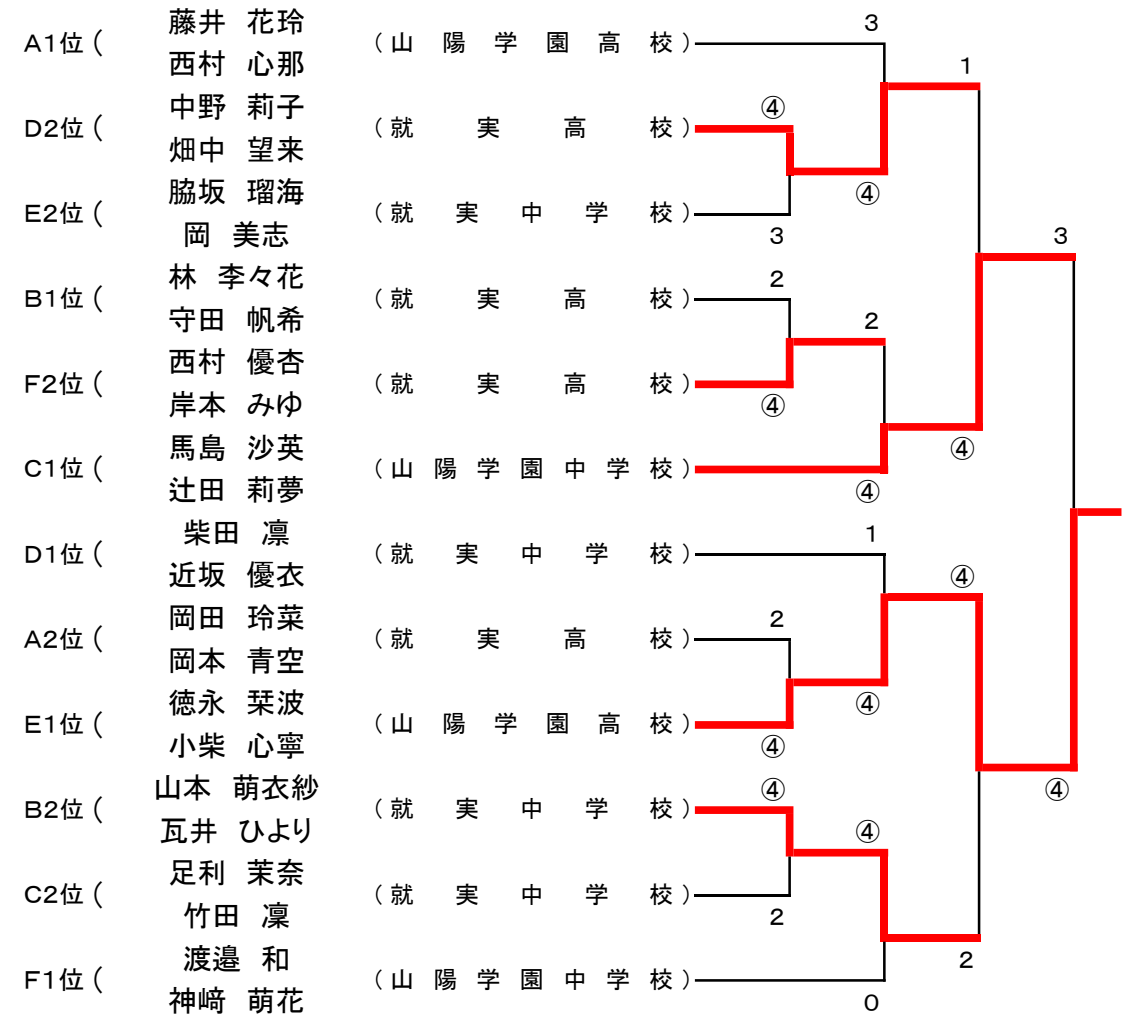 藤井 花玲
A1位 ( (山陽学園高校) 3
西村 心那
1
中野 莉子
④
D2位 ( (就実高校)
畑中 望来
④
脇坂 瑠海
E2位 ( (就実中学校)
3
岡 美志
3
林 李々花
2
B1位 ( (就実高校)
守田 帆希
2
西村 優杏
F2位 ( (就実高校)
④
岸本 みゆ
馬島 沙英
④
C1位 ( (山陽学園中学校)
④
辻田 莉夢
柴田 凛
1
D1位 ( (就実中学校)
近坂 優衣
④
岡田 玲菜
2
A2位 ( (就実高校)
岡本 青空
④
徳永 栞波
E1位 ( (山陽学園高校)
④
小柴 心寧
山本 萌衣紗
④ ④
B2位 ( (就実中学校)
④
瓦井 ひより
足利 茉奈
C2位 ( (就実中学校)
2
竹田 凜
2
渡邉 和
F1位 ( (山陽学園中学校)
0
神﨑 萌花